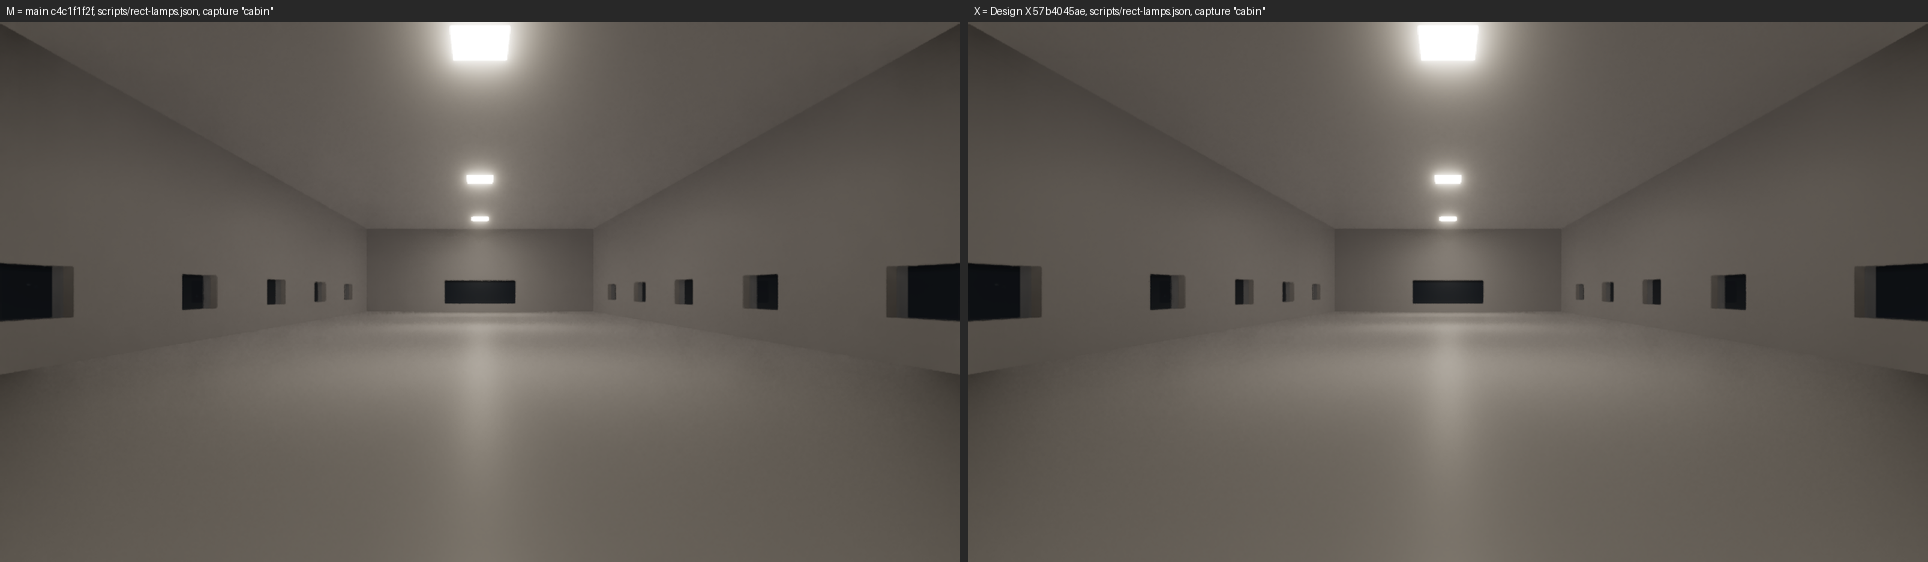 M = main c4c1f1f2f, scripts/rect-lamps.json, capture "cabin"
X = Design X 57b4045ae, scripts/rect-lamps.json, capture "cabin"